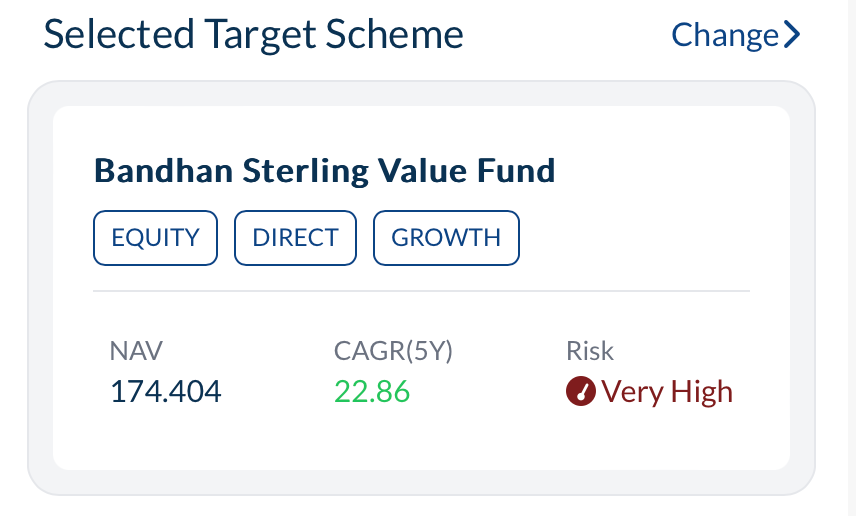 Selected Target Scheme Change
Bandhan Sterling Value Fund
EQUITY DIRECT GROWTH
NAV CAGR(5Y) Risk
174.404 22.86 Very High